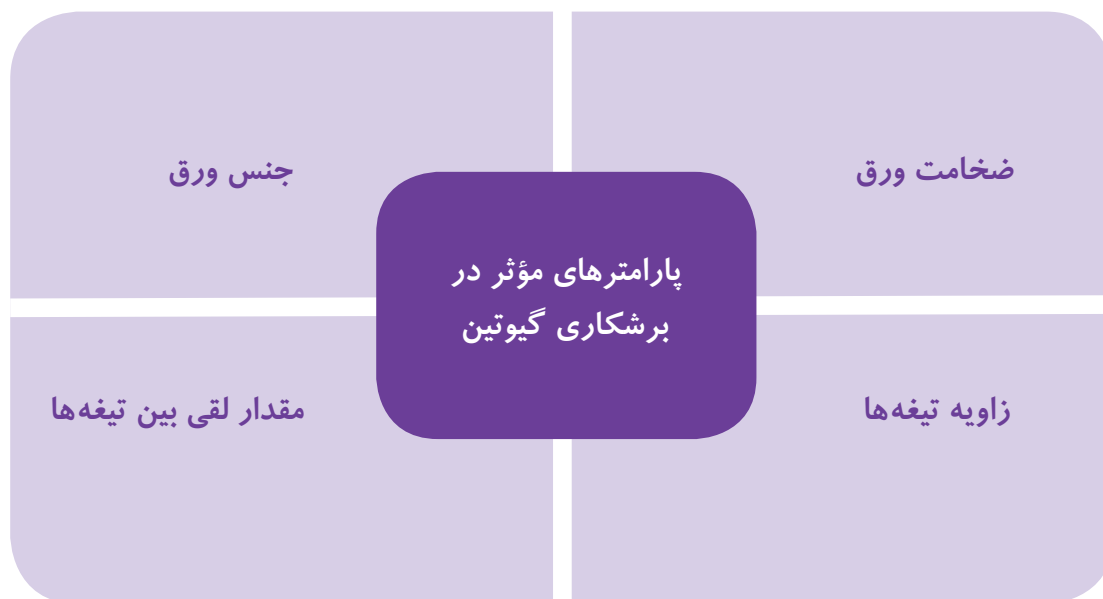 ضخامت ورق
جنس ورق
پارامترهای مؤثر در
برشکاری گیوتین
زاویه تیغه‌ها
مقدار لقی بین تیغه‌ها